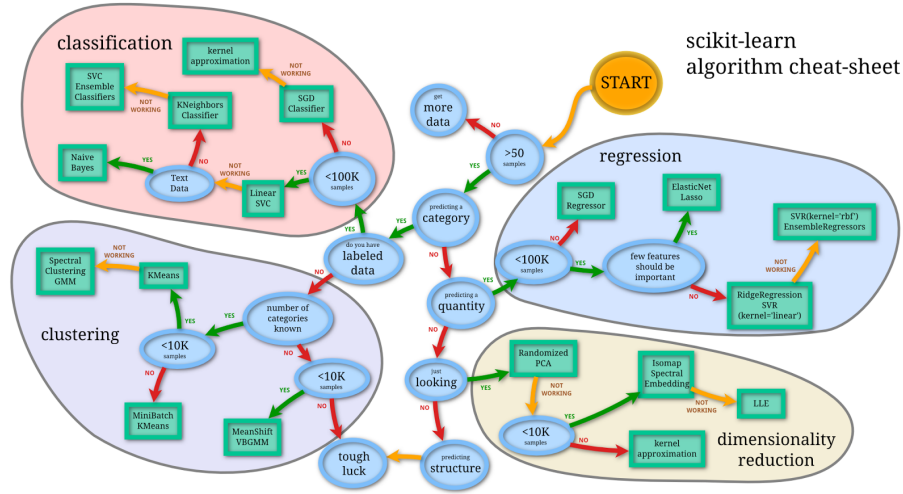 scikit-learn
algorithm cheat-sheet
START
get
more
data
NO
>50
samples
YES
predicting a
category
YES
NO
do you have
labeled
data
YES
NO
predicting a
quantity
YES
NO
just
looking
YES
NO
predicting
structure
tough
luck
classification
kernel
approximation
NOT
WORKING
SVC
Ensemble
Classifiers
NOT
WORKING
KNeighbors
Classifier
SGD
Classifier
NO
Naive
Bayes
YES
Text
Data
NO
NOT
WORKING
Linear
SVC
YES
<100K
samples
regression
SGD
Regressor
NO
<100K
samples
YES
ElasticNet
Lasso
YES
few features
should be
important
NO
SVR(kernel='rbf')
EnsembleRegressors
NOT
WORKING
RidgeRegression
SVR
(kernel='linear')
clustering
Spectral
Clustering
GMM
NOT
WORKING
KMeans
YES
<10K
samples
NO
MiniBatch
KMeans
YES
number of
categories
known
NO
<10K
samples
YES
NO
MeanShift
VBGMM
dimensionality
reduction
Randomized
PCA
NOT
WORKING
<10K
samples
YES
NO
Isomap
Spectral
Embedding
NOT
WORKING
LLE
kernel
approximation